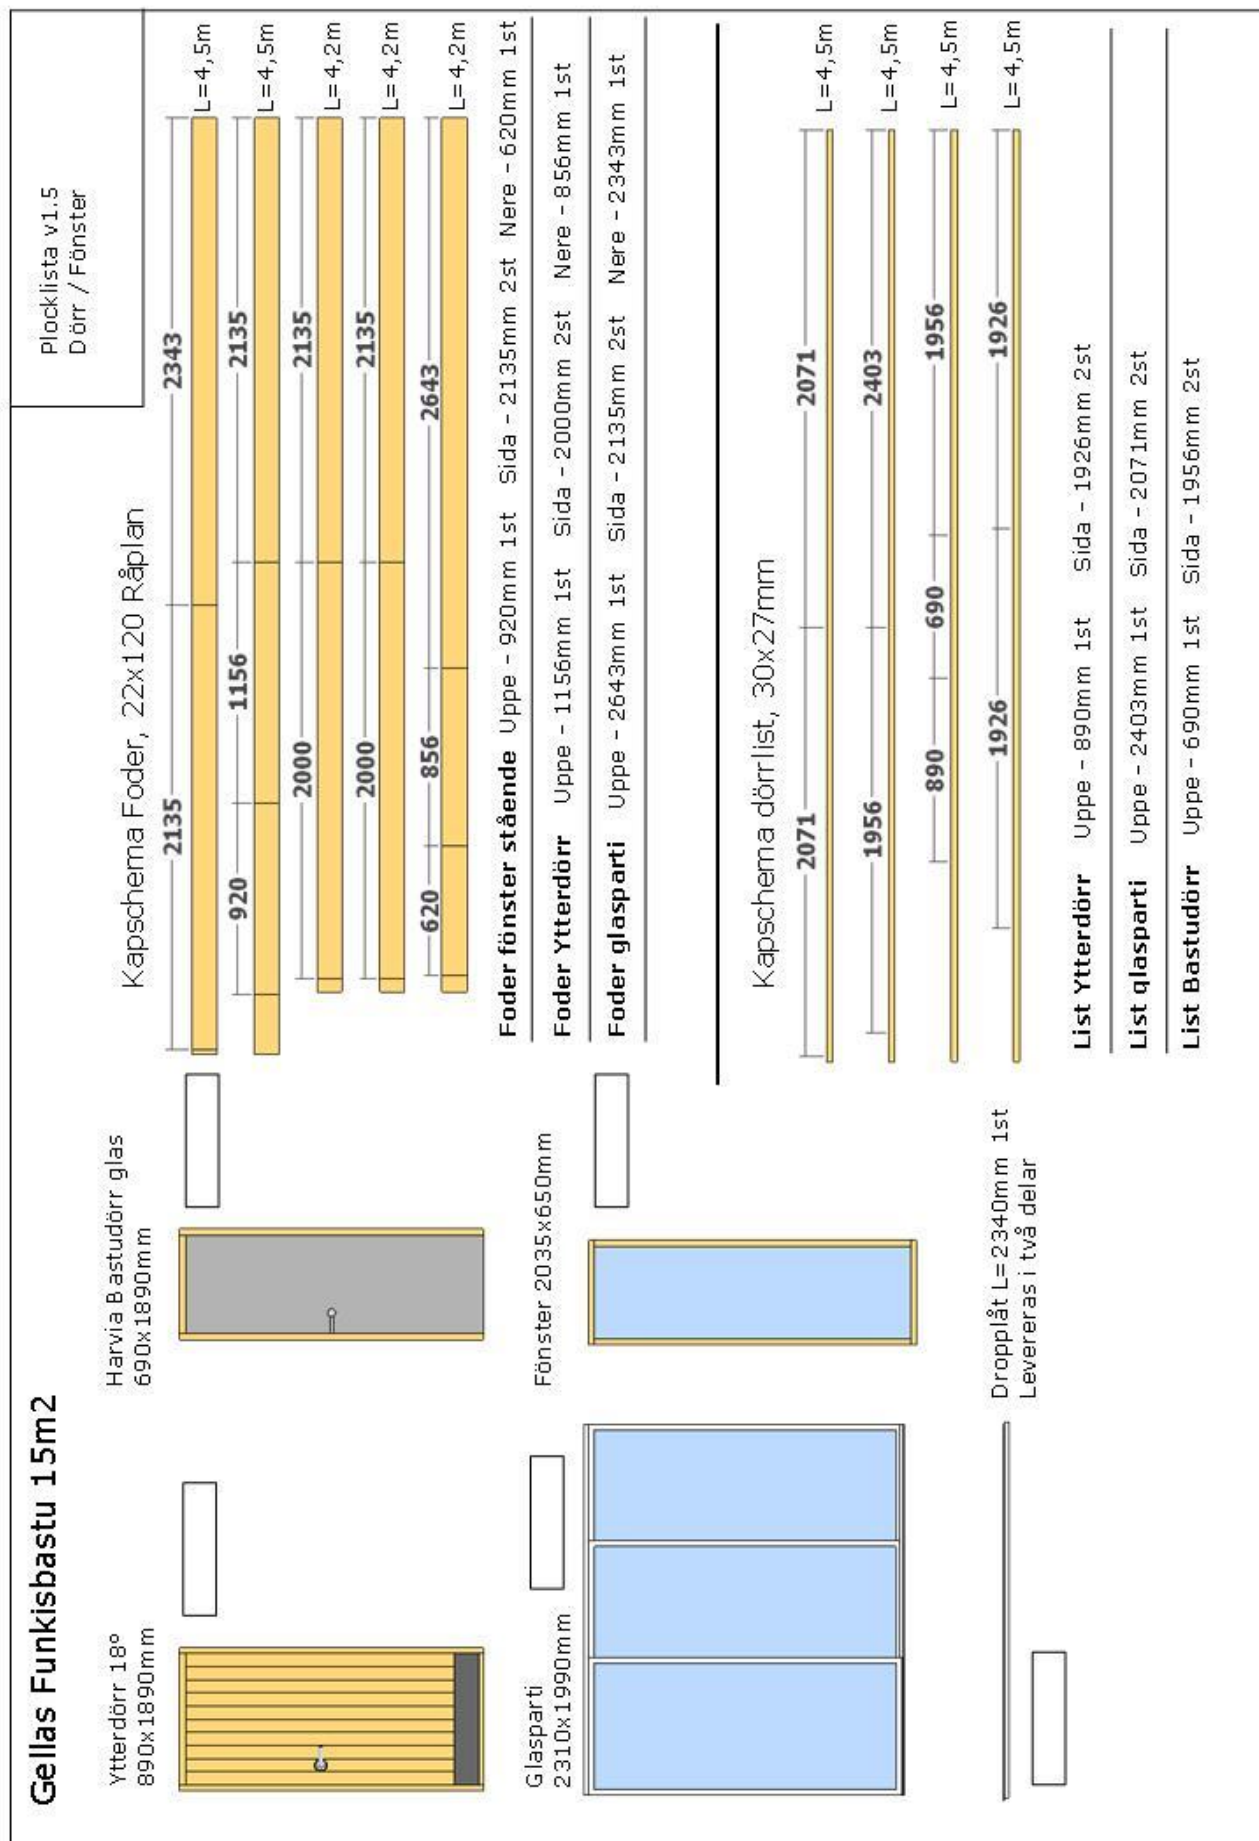 Gellas Funkisbastu 15m2
Plocklista v1.5
Dörr / Fönster
Ytterdörr 18º
890x1890mm
Harvia Bastudörr glas
690x1890mm
Glasparti
2310x1990mm
Fönster 2035x650mm
Dropplåt L=2340mm 1st
Levereras i två delar
Kapschema Foder, 22x120 Råplan
2135 2343
L=4,5m
920 1156 2135
L=4,5m
2000 2135
L=4,2m
2000 2135
L=4,2m
620 856 2643
L=4,2m
Foder fönster stående Uppe - 920mm 1st Sida - 2135mm 2st Nere - 620mm 1st
Foder Ytterdörr Uppe - 1156mm 1st Sida - 2000mm 2st Nere - 856mm 1st
Foder glasparti Uppe - 2643mm 1st Sida - 2135mm 2st Nere - 2343mm 1st
Kapschema dörrlist, 30x27mm
2071 2071
L=4,5m
1956 2403
L=4,5m
890 690 1956
L=4,5m
1926 1926
L=4,5m
List Ytterdörr Uppe - 890mm 1st Sida - 1926mm 2st
List glasparti Uppe - 2403mm 1st Sida - 2071mm 2st
List Bastudörr Uppe - 690mm 1st Sida - 1956mm 2st